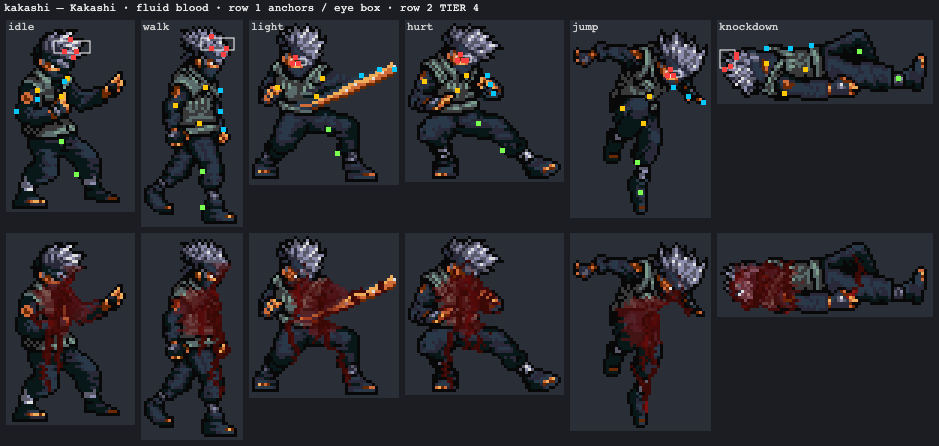 kakashi — Kakashi · fluid blood · row 1 anchors / eye box · row 2 TIER 4
idle walk light hurt jump knockdown